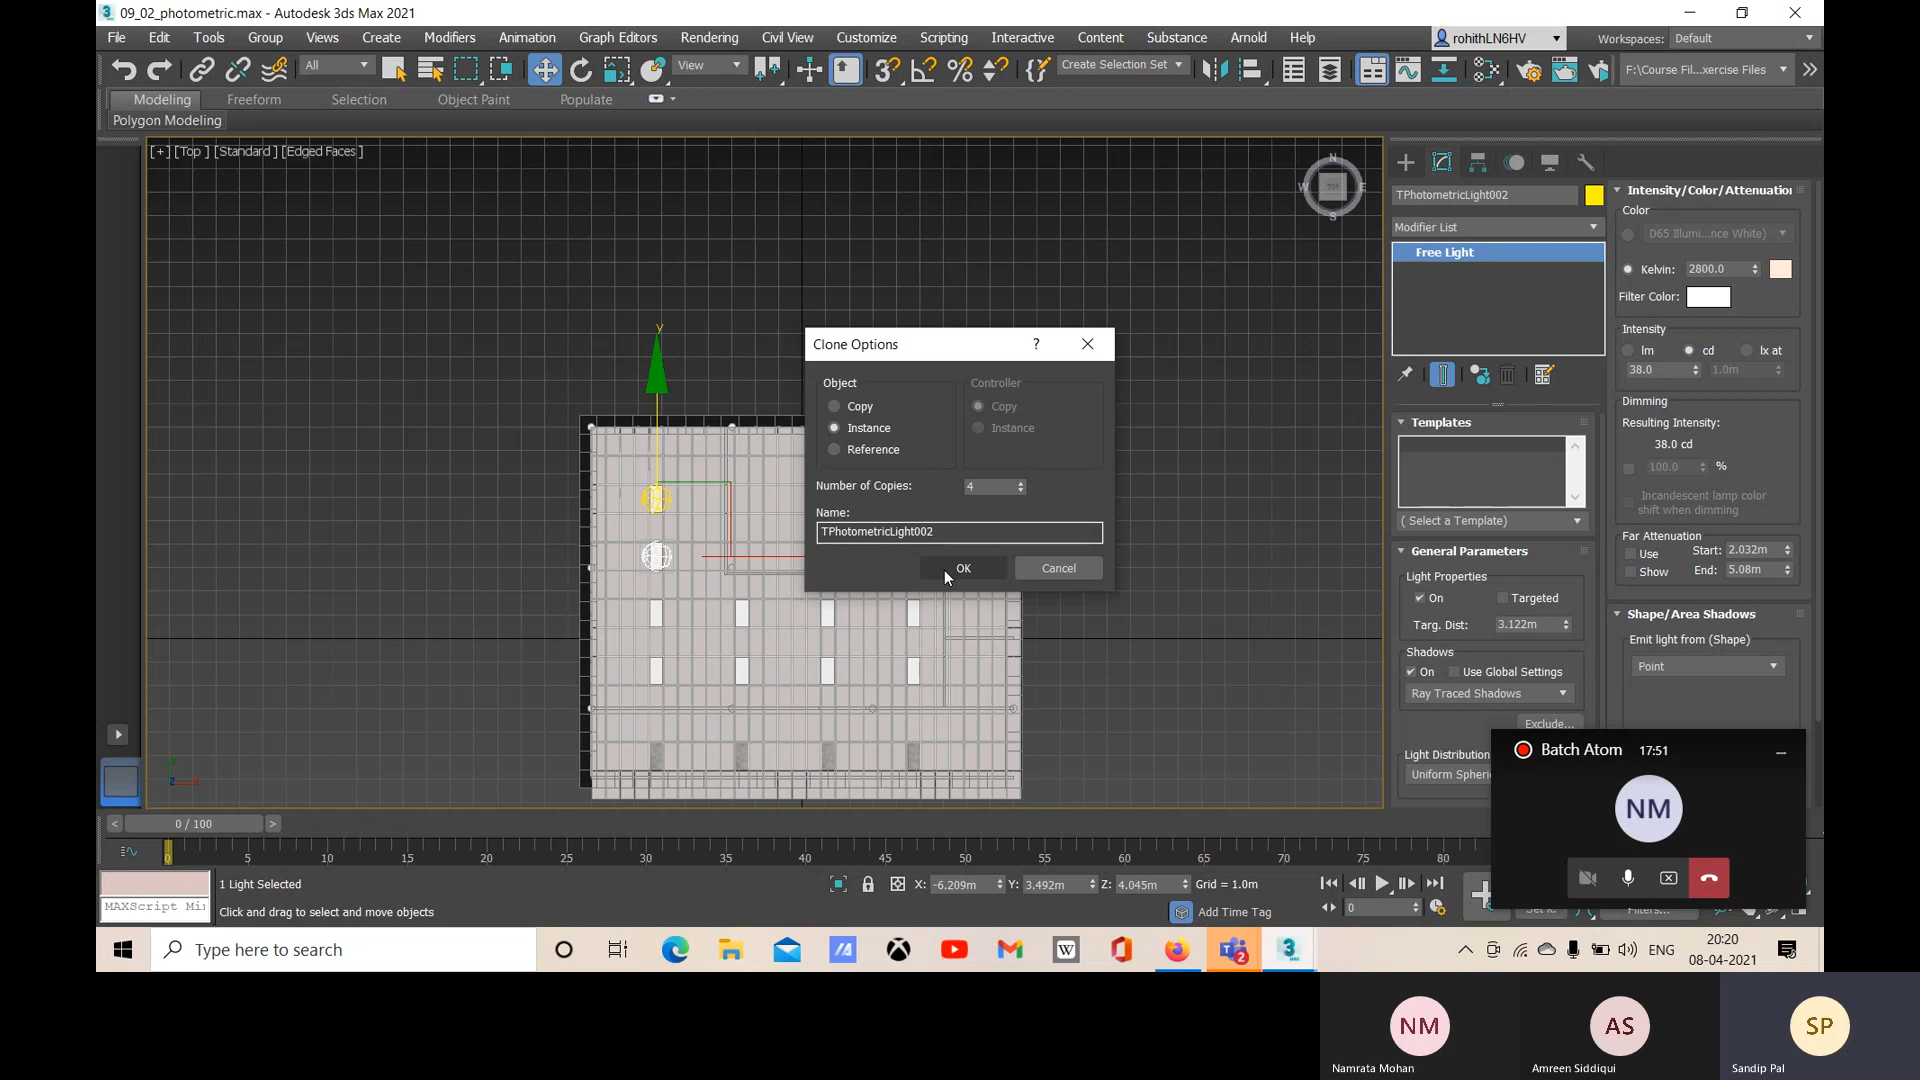 09_02_photometric.max - Autodesk 3ds Max 2021
File Edit Tools Group Views Create Modifiers Animation Graph Editors Rendering Civil View Customize Scripting Interactive Content Substance Arnold Help
rohithLN6HV
Workspaces: Default
All
View
Create Selection Set
F:\Course Fil...xercise Files
Modeling Freeform Selection Object Paint Populate
Polygon Modeling
[+] [Top ] [Standard ] [Edged Faces ]
N
W
E
S
y
TPhotometricLight002
Modifier List
Free Light
Templates
( Select a Template)
General Parameters
Light Properties
On Targeted
Targ. Dist: 3.122m
Shadows
On Use Global Settings
Ray Traced Shadows
Exclude...
Light Distribution
Uniform Spheri
Intensity/Color/Attenuation
Color
D65 Illumi...nce White)
Kelvin: 2800.0
Filter Color:
Intensity
lm cd lx at
38.0 1.0m
Dimming
Resulting Intensity:
38.0 cd
100.0 %
Incandescent lamp color
shift when dimming
Far Attenuation
Use Start: 2.032m
Show End: 5.08m
Shape/Area Shadows
Emit light from (Shape)
Point
Clone Options
?
Object
Copy
Instance
Reference
Controller
Copy
Instance
Number of Copies: 4
Name:
TPhotometricLight002
OK Cancel
Batch Atom 17:51
NM
< 0 / 100 >
0 5 10 15 20 25 30 35 40 45 50 55 60 65 70 75 80
MAXScript Mi
1 Light Selected
Click and drag to select and move objects
X: -6.209m Y: 3.492m Z: 4.045m Grid = 1.0m
Add Time Tag
0
Set K.
Filters...
Type here to search
2
ENG
20:20
08-04-2021
NM
Namrata Mohan
AS
Amreen Siddiqui
SP
Sandip Pal